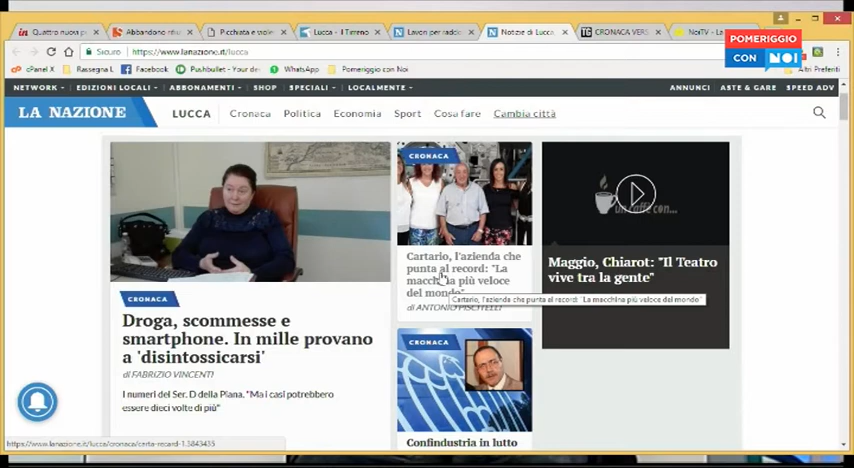 Quattro nuovi p
Abbandono rifiu
Picchiata e viole
Lucca - Il Tirreno
Lavori per raddo
Notizie di Lucca,
CRONACA VERS
NoiTV - La
POMERIGGIO
CON NOI
Sicuro
https://www.lanazione.it/lucca
cPanel X
Rassegna L
Facebook
Pushbullet - Your de
WhatsApp
Pomeriggio con Noi
Altri Preferiti
NETWORK
EDIZIONI LOCALI
ABBONAMENTI
SHOP
SPECIALI
LOCALMENTE
ANNUNCI
ASTE & GARE
SPEED ADV
LA NAZIONE
LUCCA
Cronaca
Politica
Economia
Sport
Cosa fare
Cambia città
CRONACA
Droga, scommesse e
smartphone. In mille provano
a 'disintossicarsi'
di FABRIZIO VINCENTI
I numeri del Ser. D della Piana. "Ma i casi potrebbero
essere dieci volte di più"
CRONACA
Cartario, l'azienda che
punta al record: "La
macchina più veloce
del mondo"
di ANTONIO PISCITELLI
Cartario, l'azienda che punta al record: "La macchina più veloce del mondo"
CRONACA
Confindustria in lutto
un caffè con...
Maggio, Chiarot: "Il Teatro
vive tra la gente"
https://www.lanazione.it/lucca/cronaca/carta-record-1.3843435